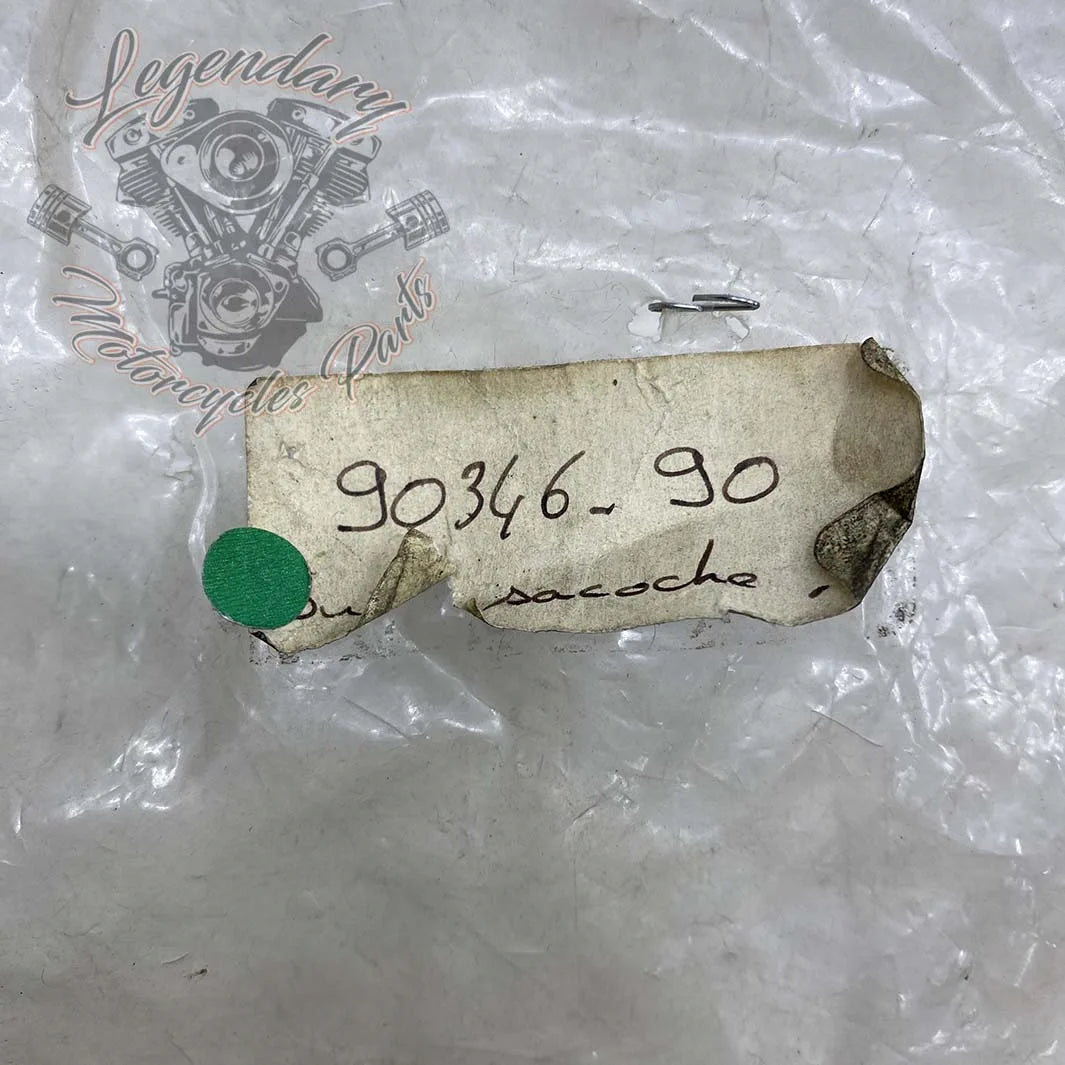 Legendary
Motorcycles Parts
90346-90
sacoche.